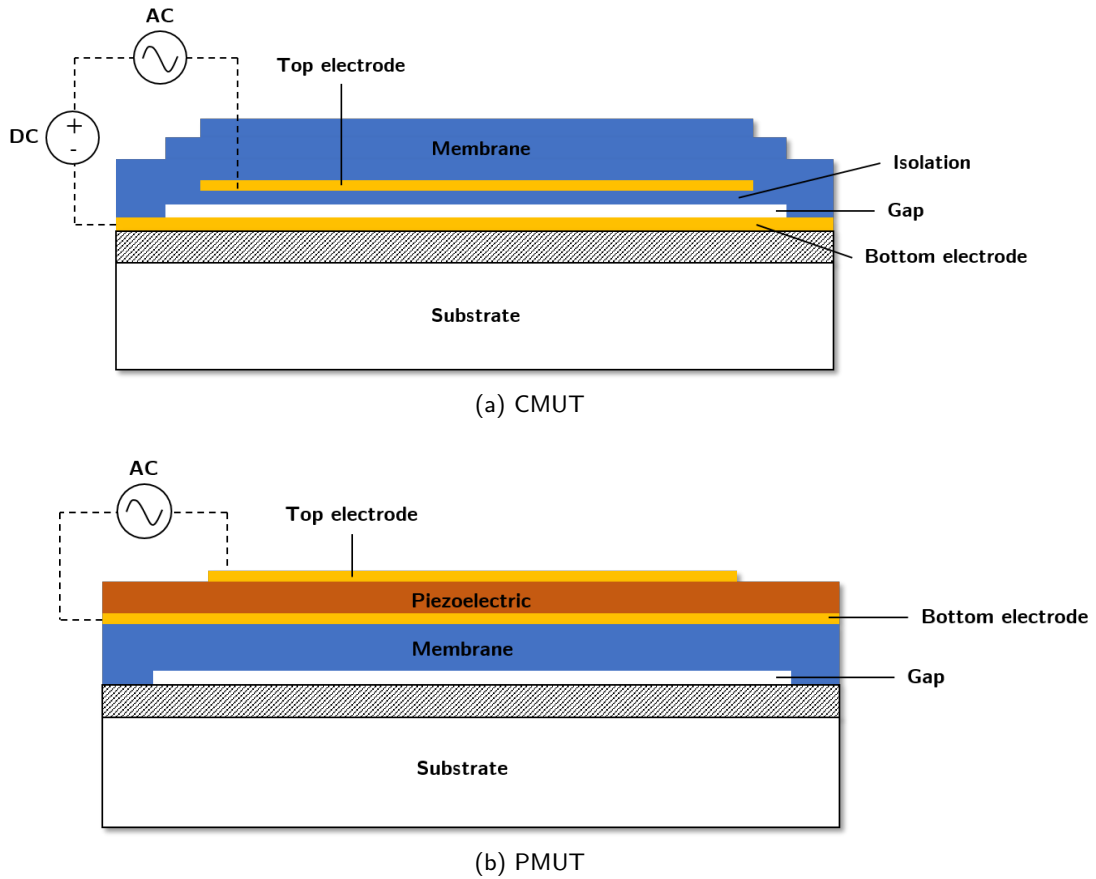 AC
Top electrode
DC
+
-
Membrane
Isolation
Gap
Bottom electrode
Substrate
(a) CMUT
AC
Top electrode
Piezoelectric
Bottom electrode
Membrane
Gap
Substrate
(b) PMUT